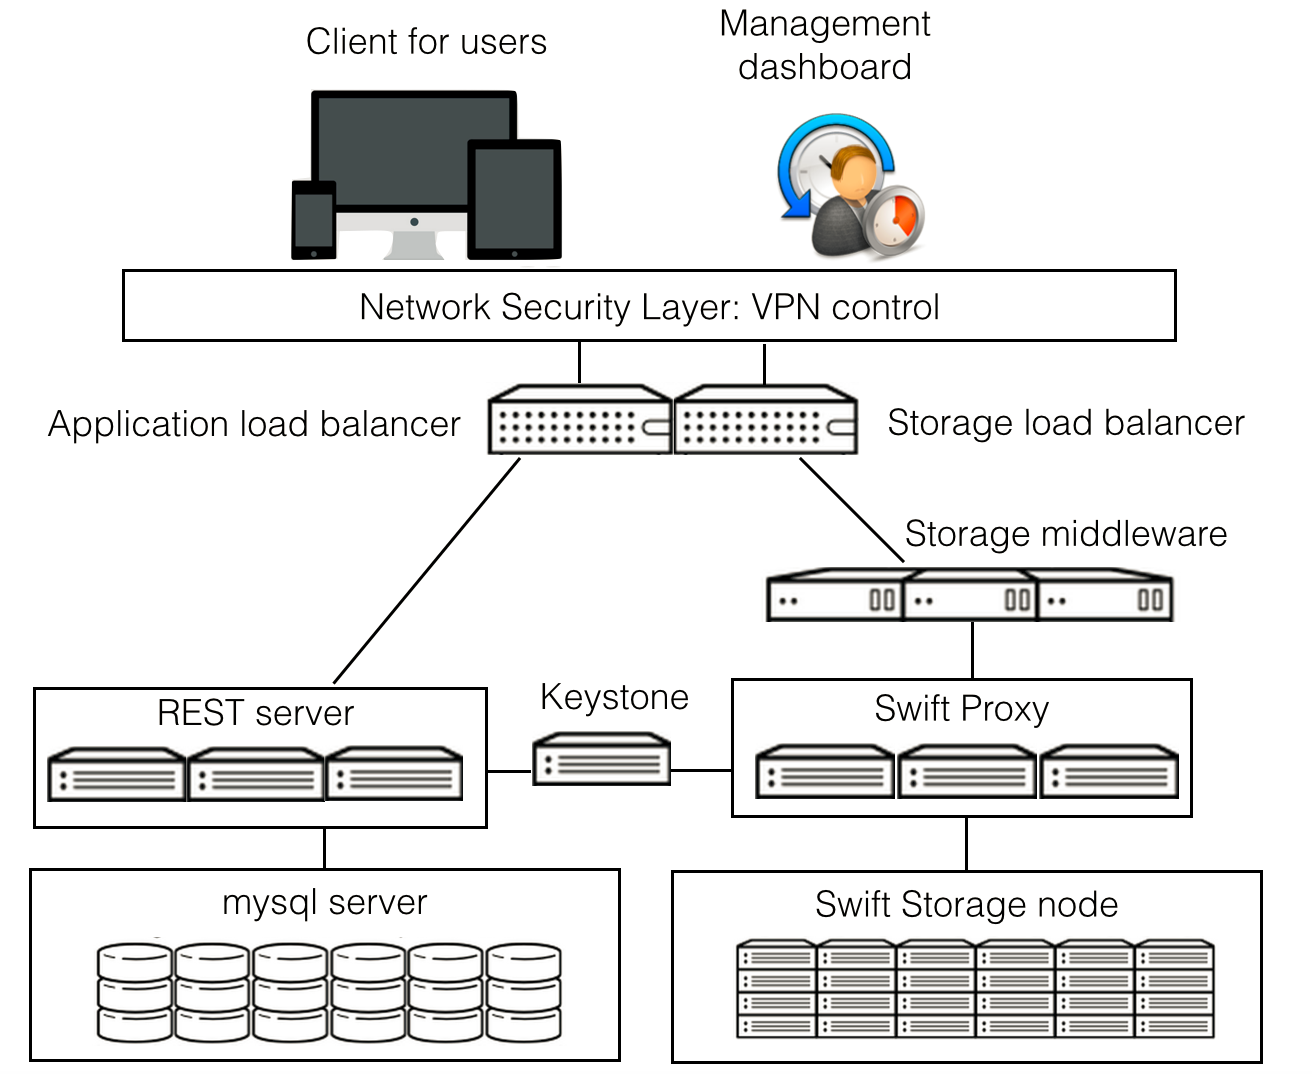 Client for users
Management
dashboard
Network Security Layer: VPN control
Application load balancer
Storage load balancer
Storage middleware
REST server
Keystone
Swift Proxy
mysql server
Swift Storage node